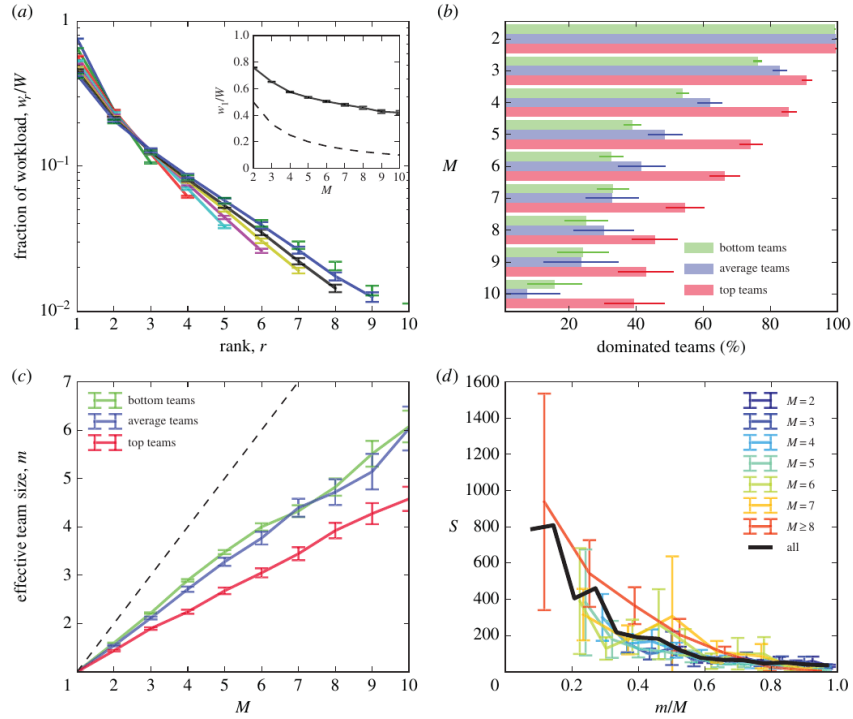 (a)
fraction of workload, w_r/W
1
10⁻¹
10⁻²
1 2 3 4 5 6 7 8 9 10
rank, r
w₁/W
1.0
0.8
0.6
0.4
0.2
0
2 3 4 5 6 7 8 9 10
M
(b)
M
2
3
4
5
6
7
8
9
10
bottom teams
average teams
top teams
20 40 60 80 100
dominated teams (%)
(c)
effective team size, m
7
6
5
4
3
2
1 2 3 4 5 6 7 8 9 10
M
bottom teams
average teams
top teams
(d)
S
1600
1400
1200
1000
800
600
400
200
0 0.2 0.4 0.6 0.8 1.0
m/M
M = 2
M = 3
M = 4
M = 5
M = 6
M = 7
M ≥ 8
all